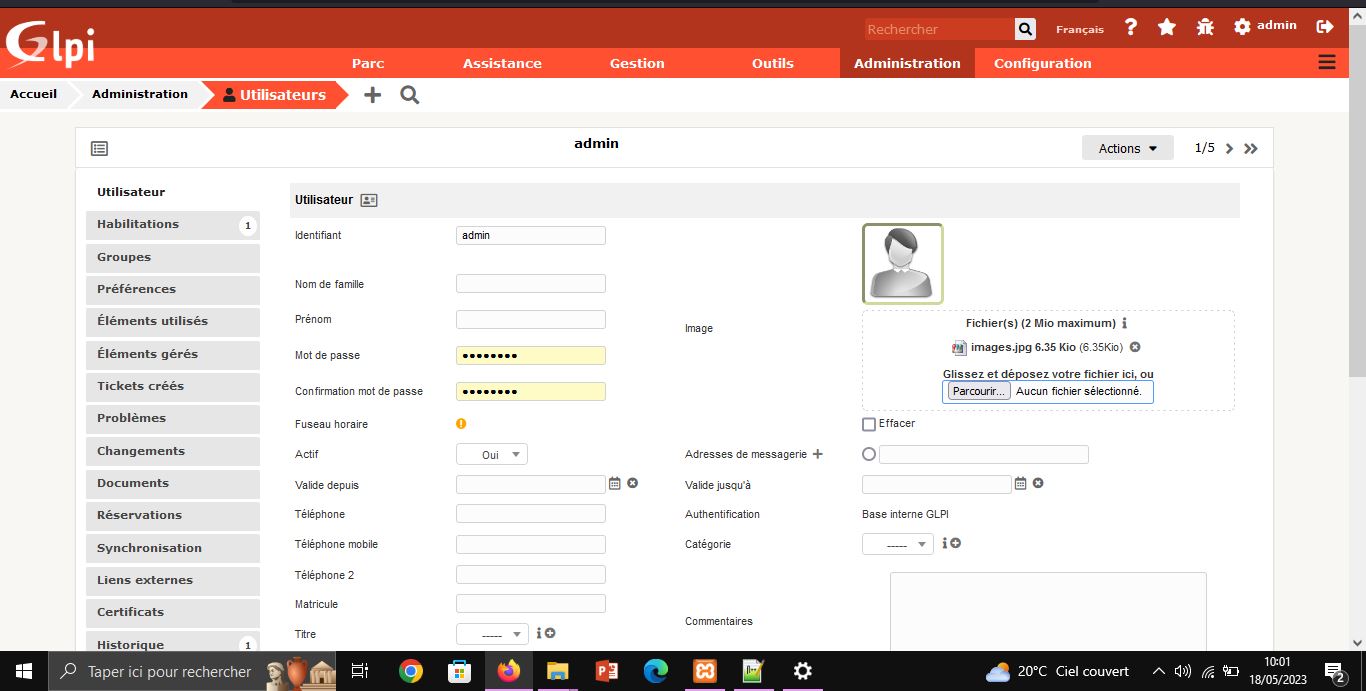 Glpi
Rechercher
Français
admin
Parc
Assistance
Gestion
Outils
Administration
Configuration
Accueil
Administration
Utilisateurs
admin
Actions
1/5
Utilisateur
Habilitations 1
Groupes
Préférences
Éléments utilisés
Éléments gérés
Tickets créés
Problèmes
Changements
Documents
Réservations
Synchronisation
Liens externes
Certificats
Historique 1
Utilisateur
Identifiant admin
Nom de famille
Prénom
Mot de passe ••••••••
Confirmation mot de passe ••••••••
Fuseau horaire
Actif Oui
Valide depuis
Téléphone
Téléphone mobile
Téléphone 2
Matricule
Titre -----
Image
Fichier(s) (2 Mio maximum)
images.jpg 6.35 Kio (6.35Kio)
Glissez et déposez votre fichier ici, ou
Parcourir... Aucun fichier sélectionné.
Effacer
Adresses de messagerie
Valide jusqu'à
Authentification Base interne GLPI
Catégorie -----
Commentaires
Taper ici pour rechercher
20°C Ciel couvert
10:01
18/05/2023
2